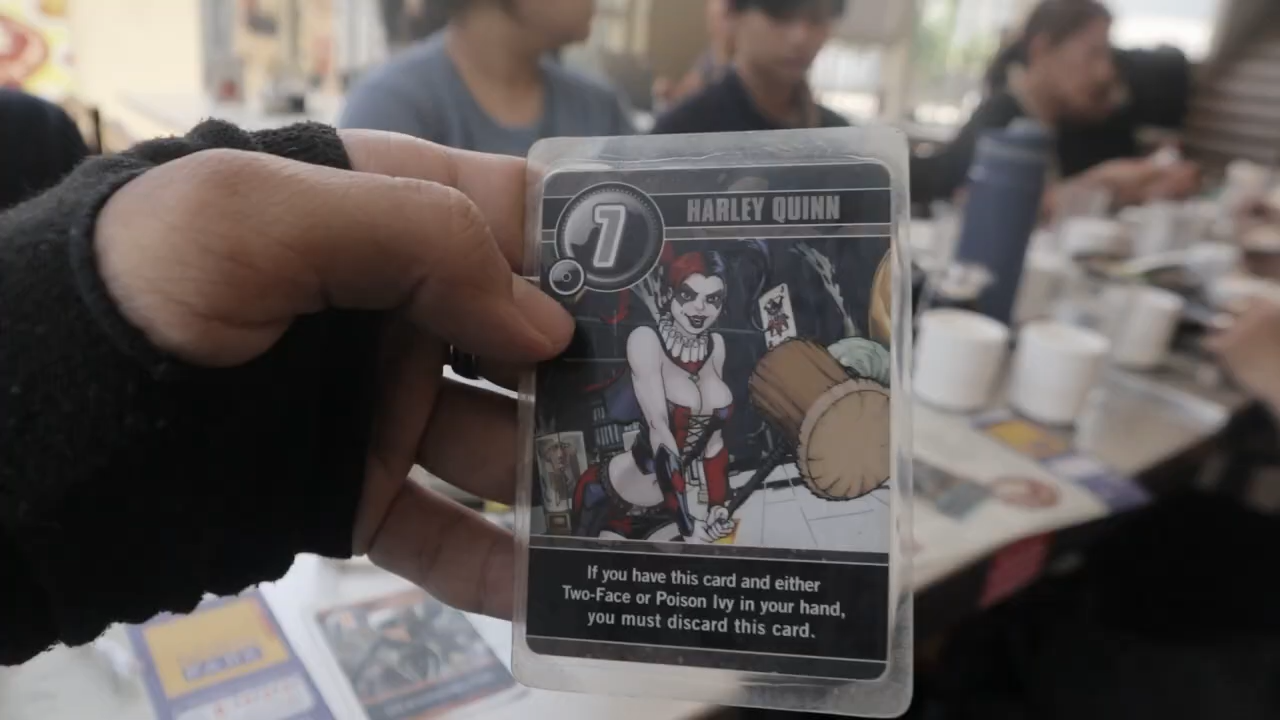 7
HARLEY QUINN
If you have this card and either
Two-Face or Poison Ivy in your hand,
you must discard this card.